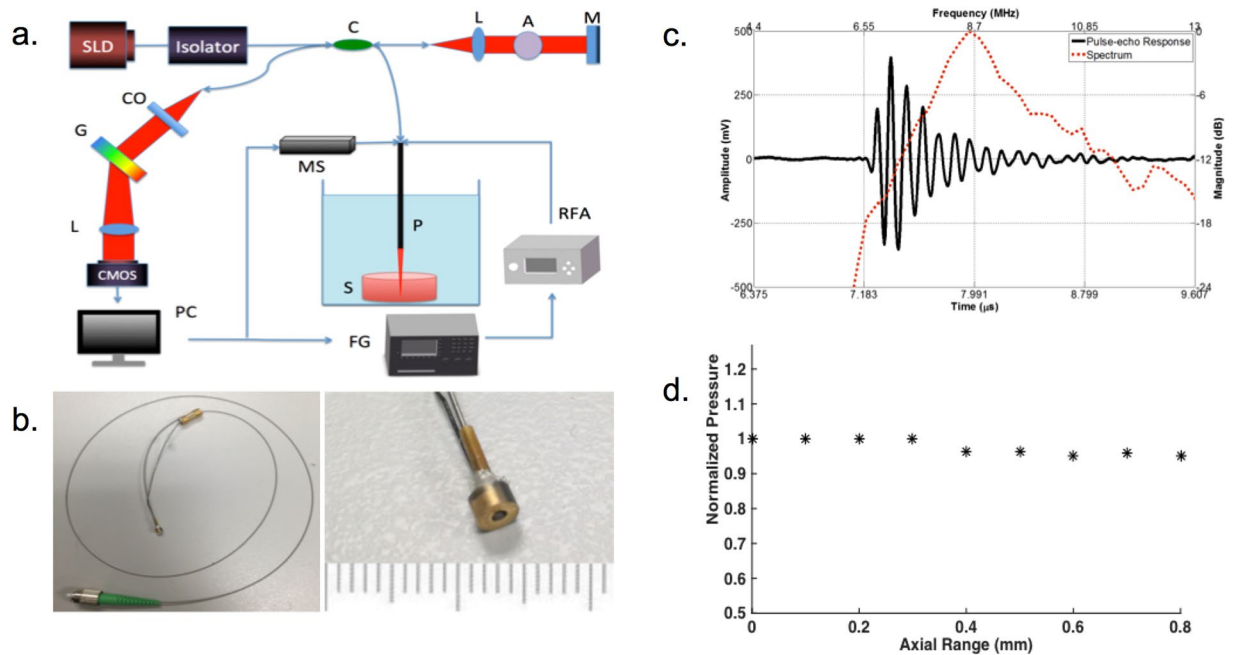 a.
SLD
Isolator
C
L
A
M
CO
G
MS
L
P
RFA
CMOS
S
PC
FG
b.
c.
Frequency (MHz)
4.4
6.55
8.7
10.85
13
Pulse-echo Response
Spectrum
500
250
0
-250
-500
Amplitude (mV)
0
-6
-12
-18
-24
Magnitude (dB)
6.375
7.183
7.991
8.799
9.607
Time (μs)
d.
1.2
1.1
1
0.9
0.8
0.7
0.6
0.5
Normalized Pressure
0
0.2
0.4
0.6
0.8
Axial Range (mm)